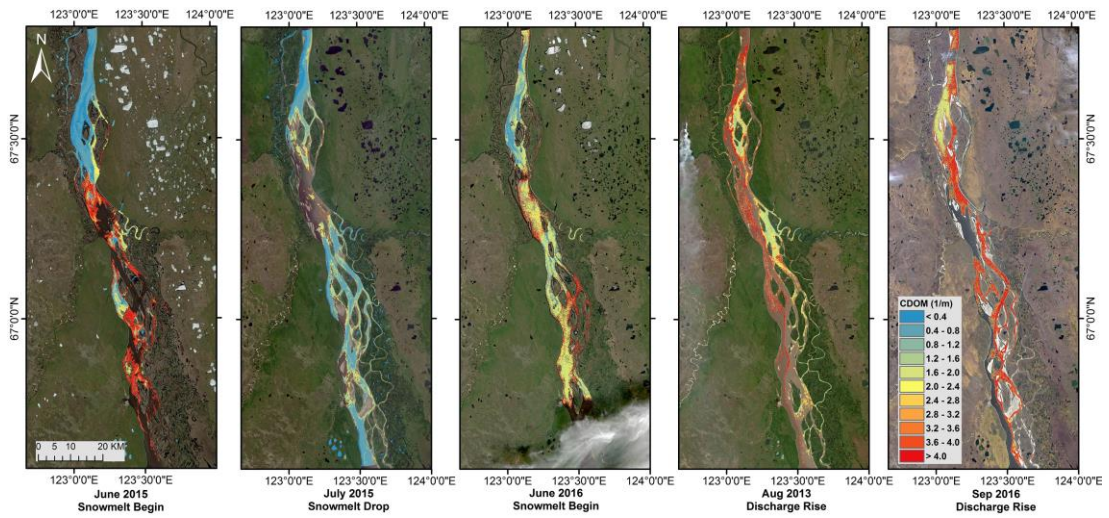 123°0'0"E 123°30'0"E 124°0'0"E
123°0'0"E 123°30'0"E 124°0'0"E
123°0'0"E 123°30'0"E 124°0'0"E
123°0'0"E 123°30'0"E 124°0'0"E
123°0'0"E 123°30'0"E 124°0'0"E
N
67°30'0"N
67°0'0"N
67°30'0"N
67°0'0"N
CDOM (1/m)
< 0.4
0.4 - 0.8
0.8 - 1.2
1.2 - 1.6
1.6 - 2.0
2.0 - 2.4
2.4 - 2.8
2.8 - 3.2
3.2 - 3.6
3.6 - 4.0
> 4.0
0 5 10 20 KM
123°0'0"E 123°30'0"E
123°0'0"E 123°30'0"E 124°0'0"E
123°0'0"E 123°30'0"E 124°0'0"E
123°0'0"E 123°30'0"E 124°0'0"E
123°0'0"E 123°30'0"E 124°0'0"E
June 2015
Snowmelt Begin
July 2015
Snowmelt Drop
June 2016
Snowmelt Begin
Aug 2013
Discharge Rise
Sep 2016
Discharge Rise